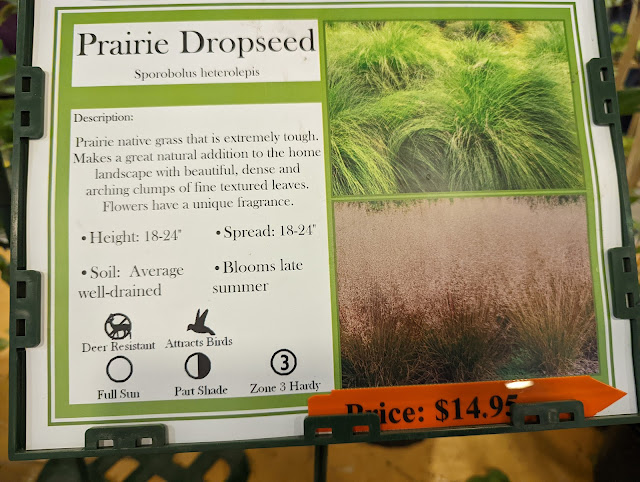 Prairie Dropseed
Sporobolus heterolepis
Description:
Prairie native grass that is extremely tough.
Makes a great natural addition to the home
landscape with beautiful, dense and
arching clumps of fine textured leaves.
Flowers have a unique fragrance.
• Height: 18-24" • Spread: 18-24"
• Soil: Average • Blooms late
well-drained summer
Deer Resistant Attracts Birds
3
Full Sun Part Shade Zone 3 Hardy
Price: $14.95